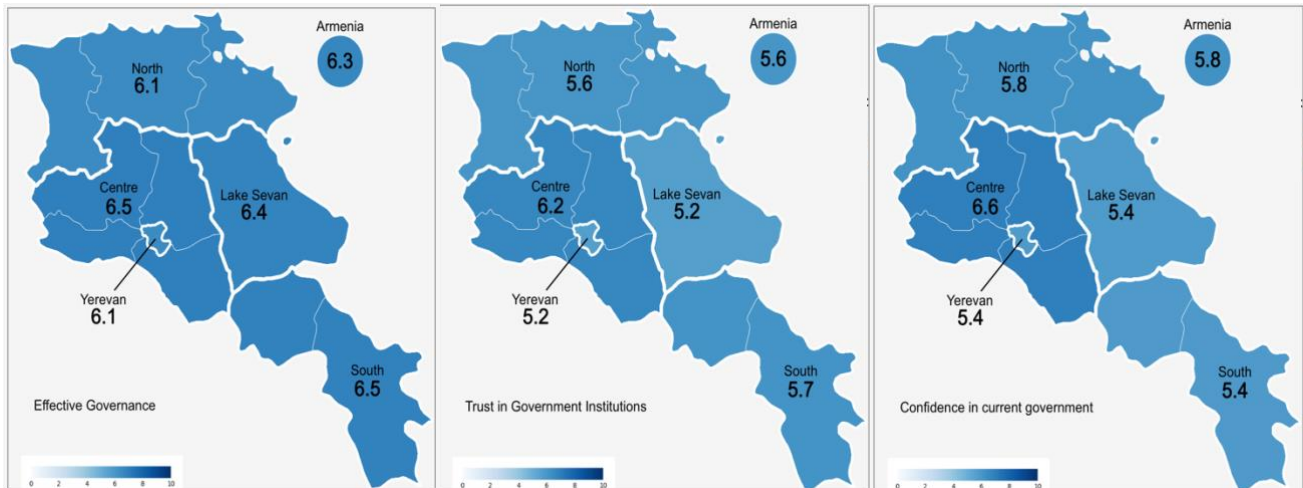 Armenia
6.3
North
6.1
Centre
6.5
Lake Sevan
6.4
Yerevan
6.1
South
6.5
Effective Governance
0 2 4 6 8 10
Armenia
5.6
North
5.6
Centre
6.2
Lake Sevan
5.2
Yerevan
5.2
South
5.7
Trust in Government Institutions
0 2 4 6 8 10
Armenia
5.8
North
5.8
Centre
6.6
Lake Sevan
5.4
Yerevan
5.4
South
5.4
Confidence in current government
0 2 4 6 8 10